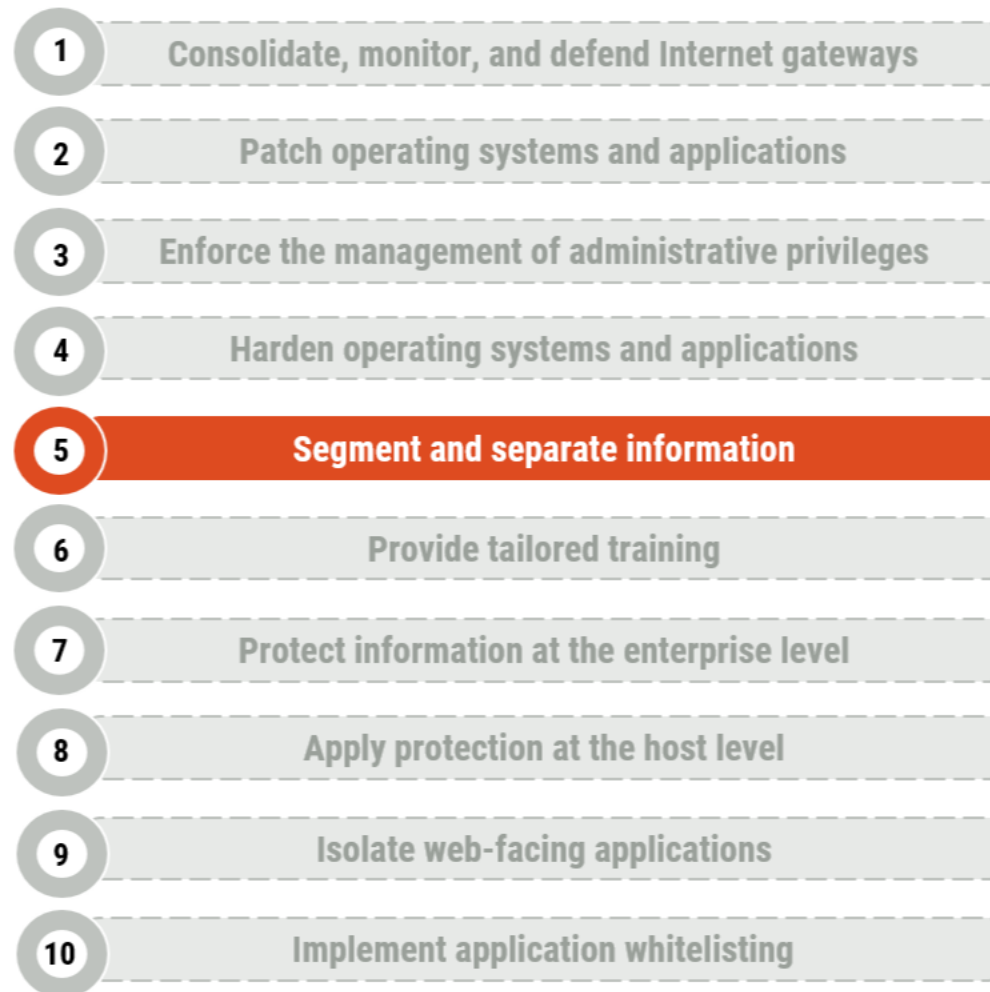 1 Consolidate, monitor, and defend Internet gateways
2 Patch operating systems and applications
3 Enforce the management of administrative privileges
4 Harden operating systems and applications
5 Segment and separate information
6 Provide tailored training
7 Protect information at the enterprise level
8 Apply protection at the host level
9 Isolate web-facing applications
10 Implement application whitelisting